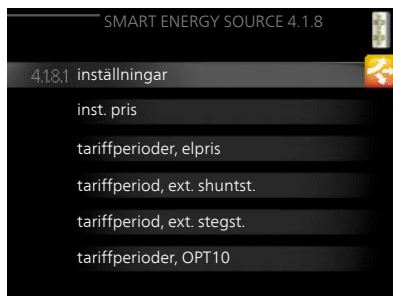 SMART ENERGY SOURCE 4.1.8
4.1.8.1 inställningar
inst. pris
tariffperioder, elpris
tariffperiod, ext. shuntst.
tariffperiod, ext. stegst.
tariffperioder, OPT10